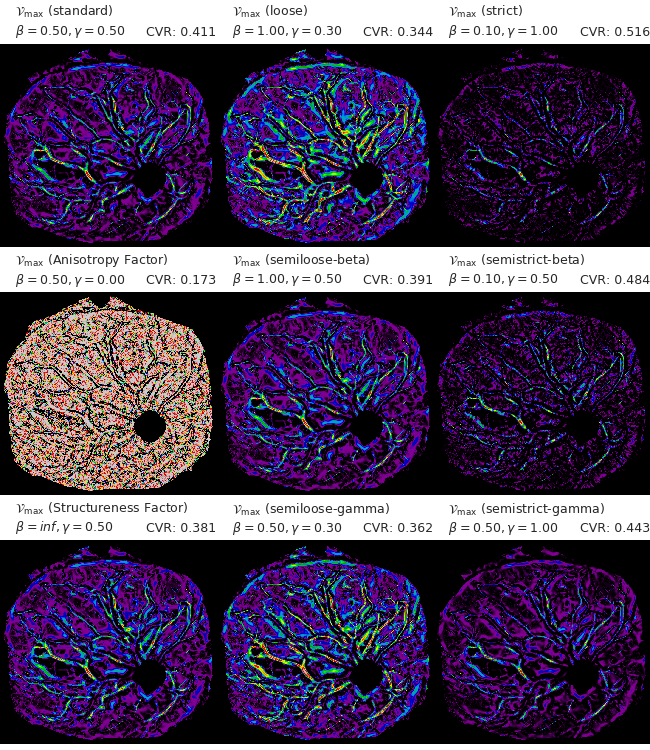 𝒱max (standard)
β = 0.50, γ = 0.50 CVR: 0.411
𝒱max (loose)
β = 1.00, γ = 0.30 CVR: 0.344
𝒱max (strict)
β = 0.10, γ = 1.00 CVR: 0.516
𝒱max (Anisotropy Factor)
β = 0.50, γ = 0.00 CVR: 0.173
𝒱max (semiloose-beta)
β = 1.00, γ = 0.50 CVR: 0.391
𝒱max (semistrict-beta)
β = 0.10, γ = 0.50 CVR: 0.484
𝒱max (Structureness Factor)
β = inf, γ = 0.50 CVR: 0.381
𝒱max (semiloose-gamma)
β = 0.50, γ = 0.30 CVR: 0.362
𝒱max (semistrict-gamma)
β = 0.50, γ = 1.00 CVR: 0.443